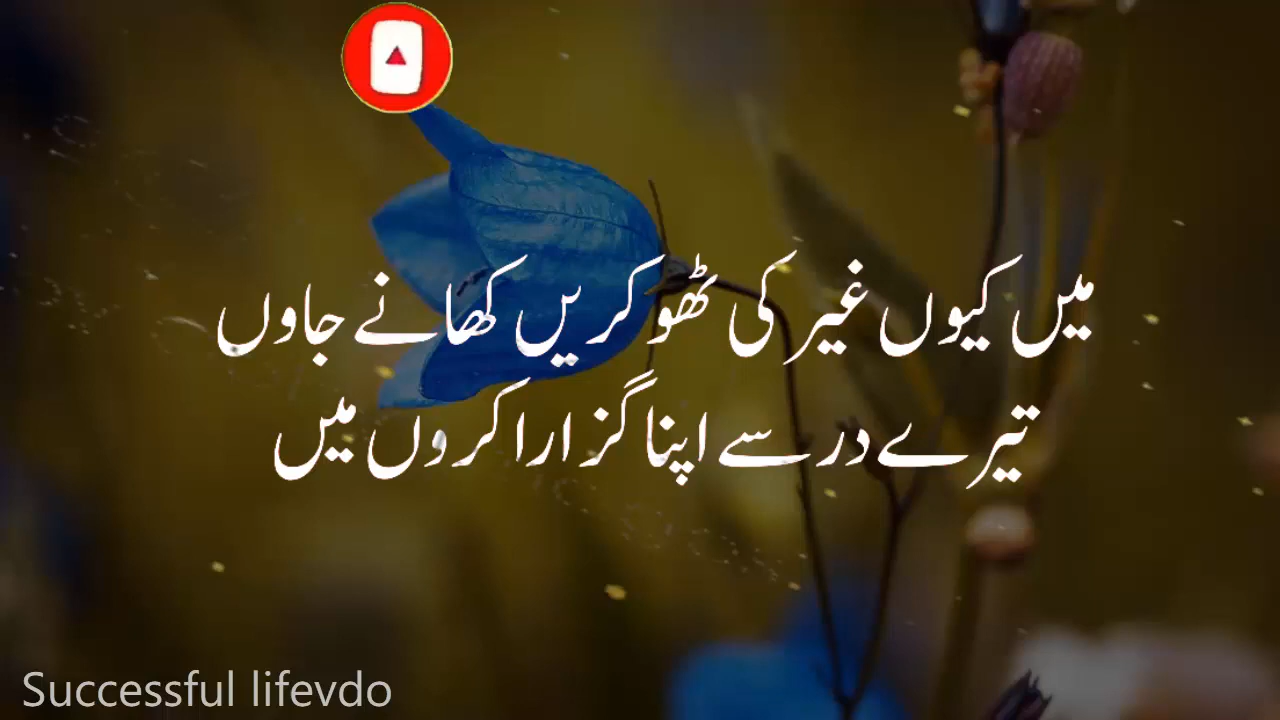 میں کیوں غیر کی ٹھوکریں کھانے جاوں
تیرے در سے اپنا گزارا کروں میں
Successful lifevdo